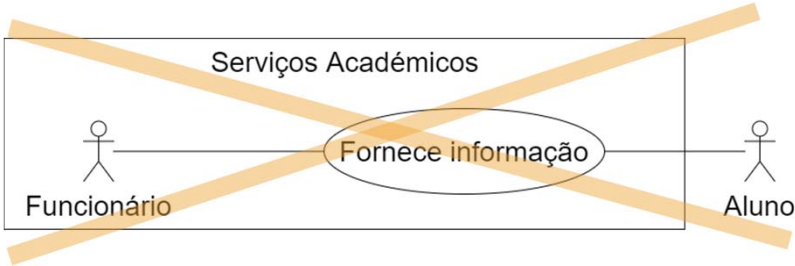 Serviços Académicos
Fornece informação
Funcionário
Aluno